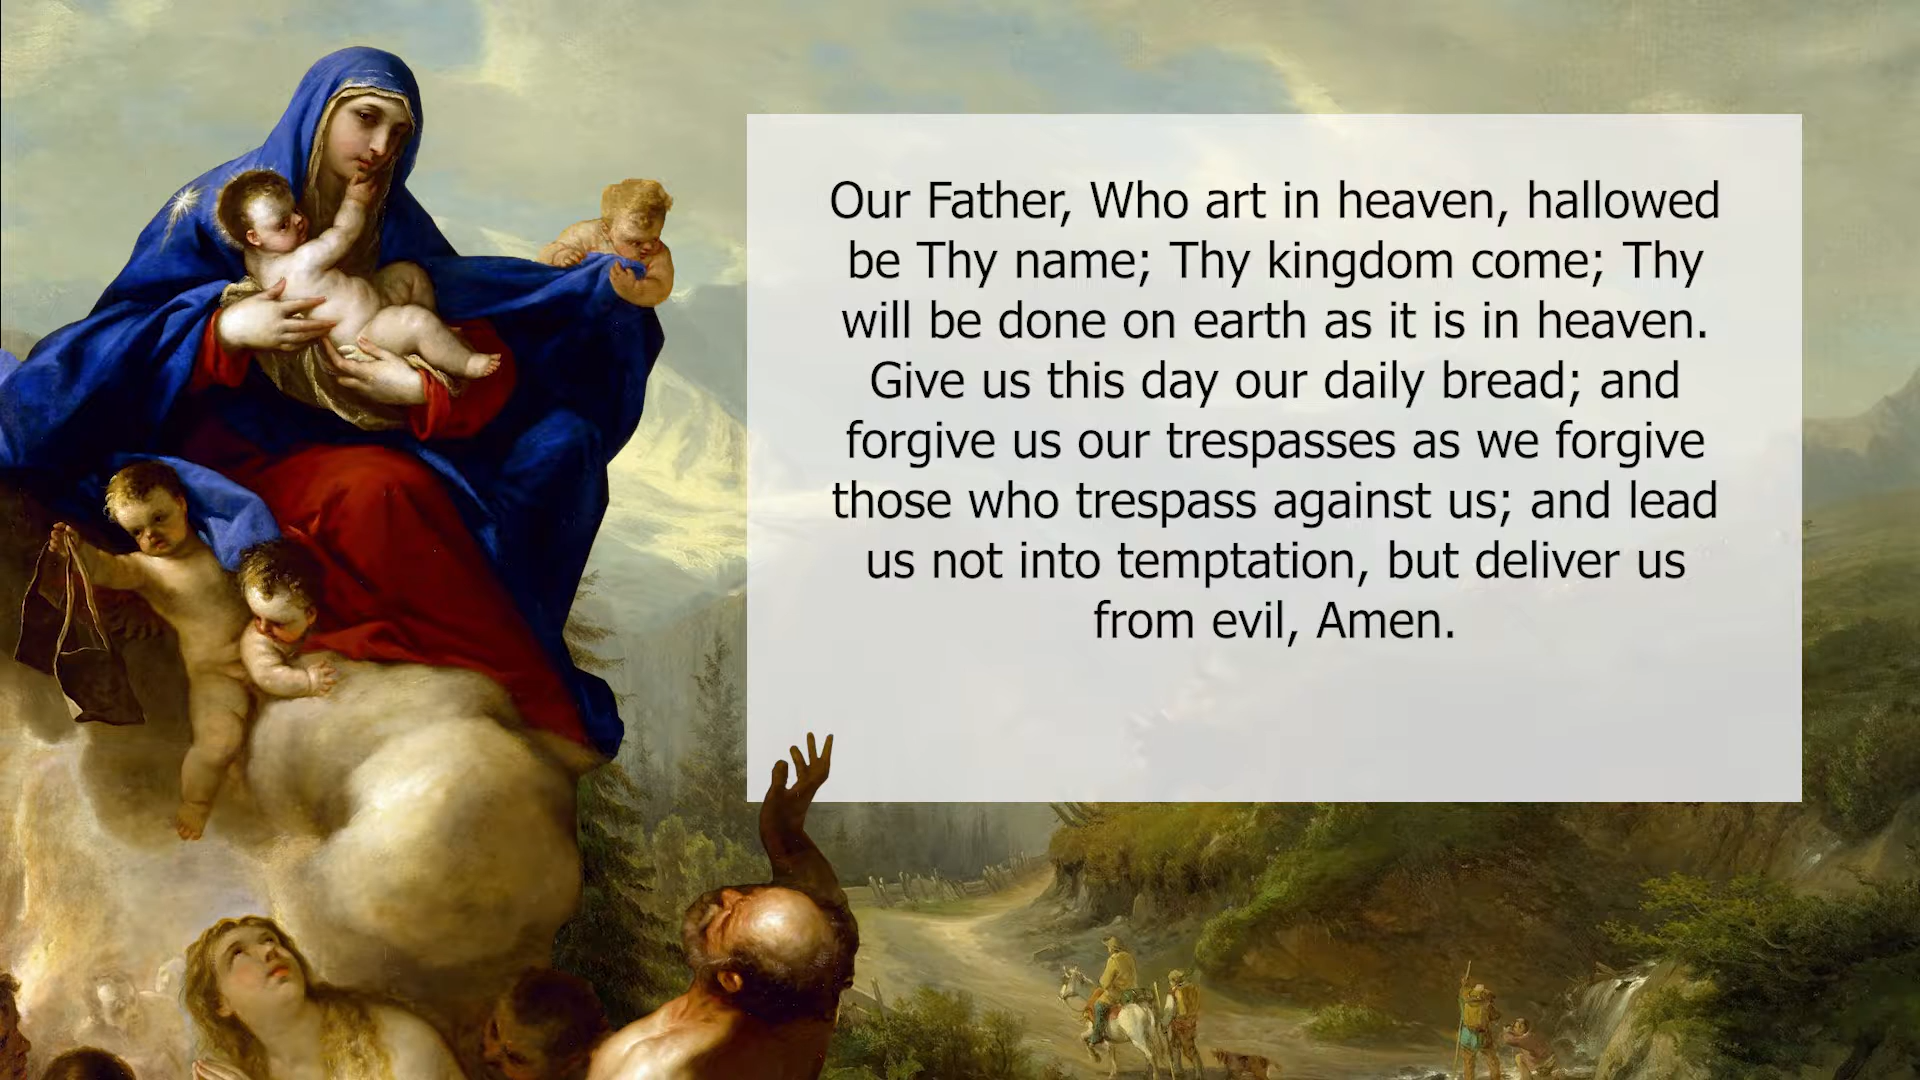 Our Father, Who art in heaven, hallowed
be Thy name; Thy kingdom come; Thy
will be done on earth as it is in heaven.
Give us this day our daily bread; and
forgive us our trespasses as we forgive
those who trespass against us; and lead
us not into temptation, but deliver us
from evil, Amen.